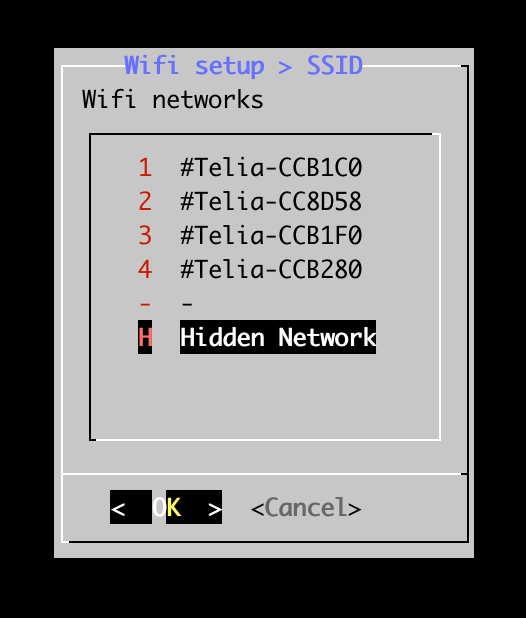 Wifi setup > SSID
Wifi networks
1 #Telia-CCB1C0
2 #Telia-CC8D58
3 #Telia-CCB1F0
4 #Telia-CCB280
- -
H Hidden Network
< OK > <Cancel>